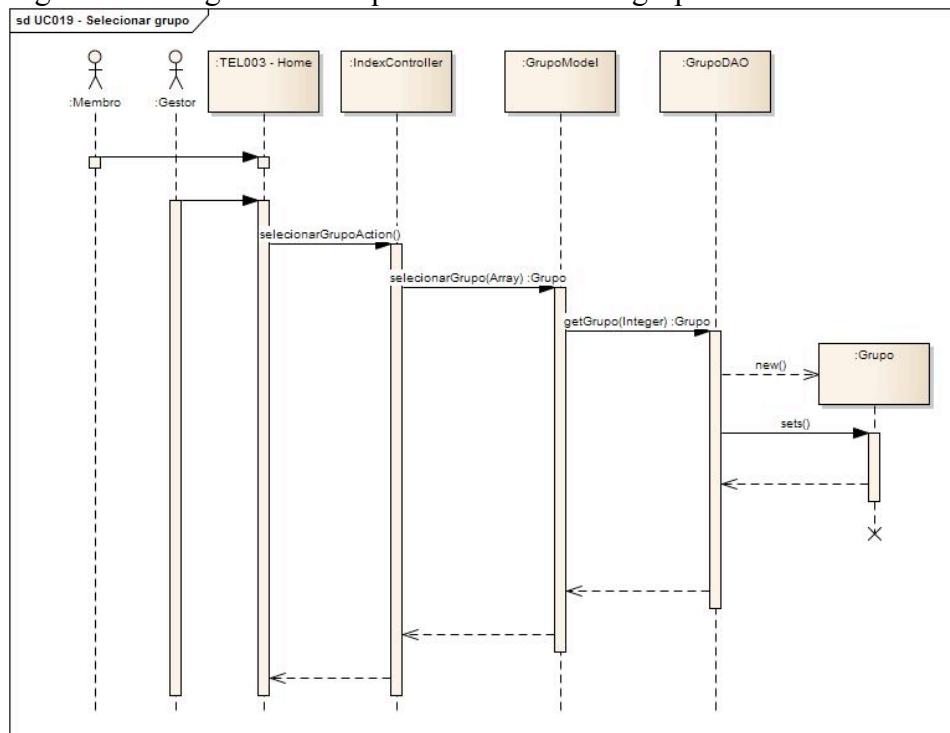 sd UC019 - Selecionar grupo
:Membro
:Gestor
:TEL003 - Home
:IndexController
:GrupoModel
:GrupoDAO
selecionarGrupoAction()
selecionarGrupo(Array) :Grupo
getGrupo(Integer) :Grupo
:Grupo
new()
sets()